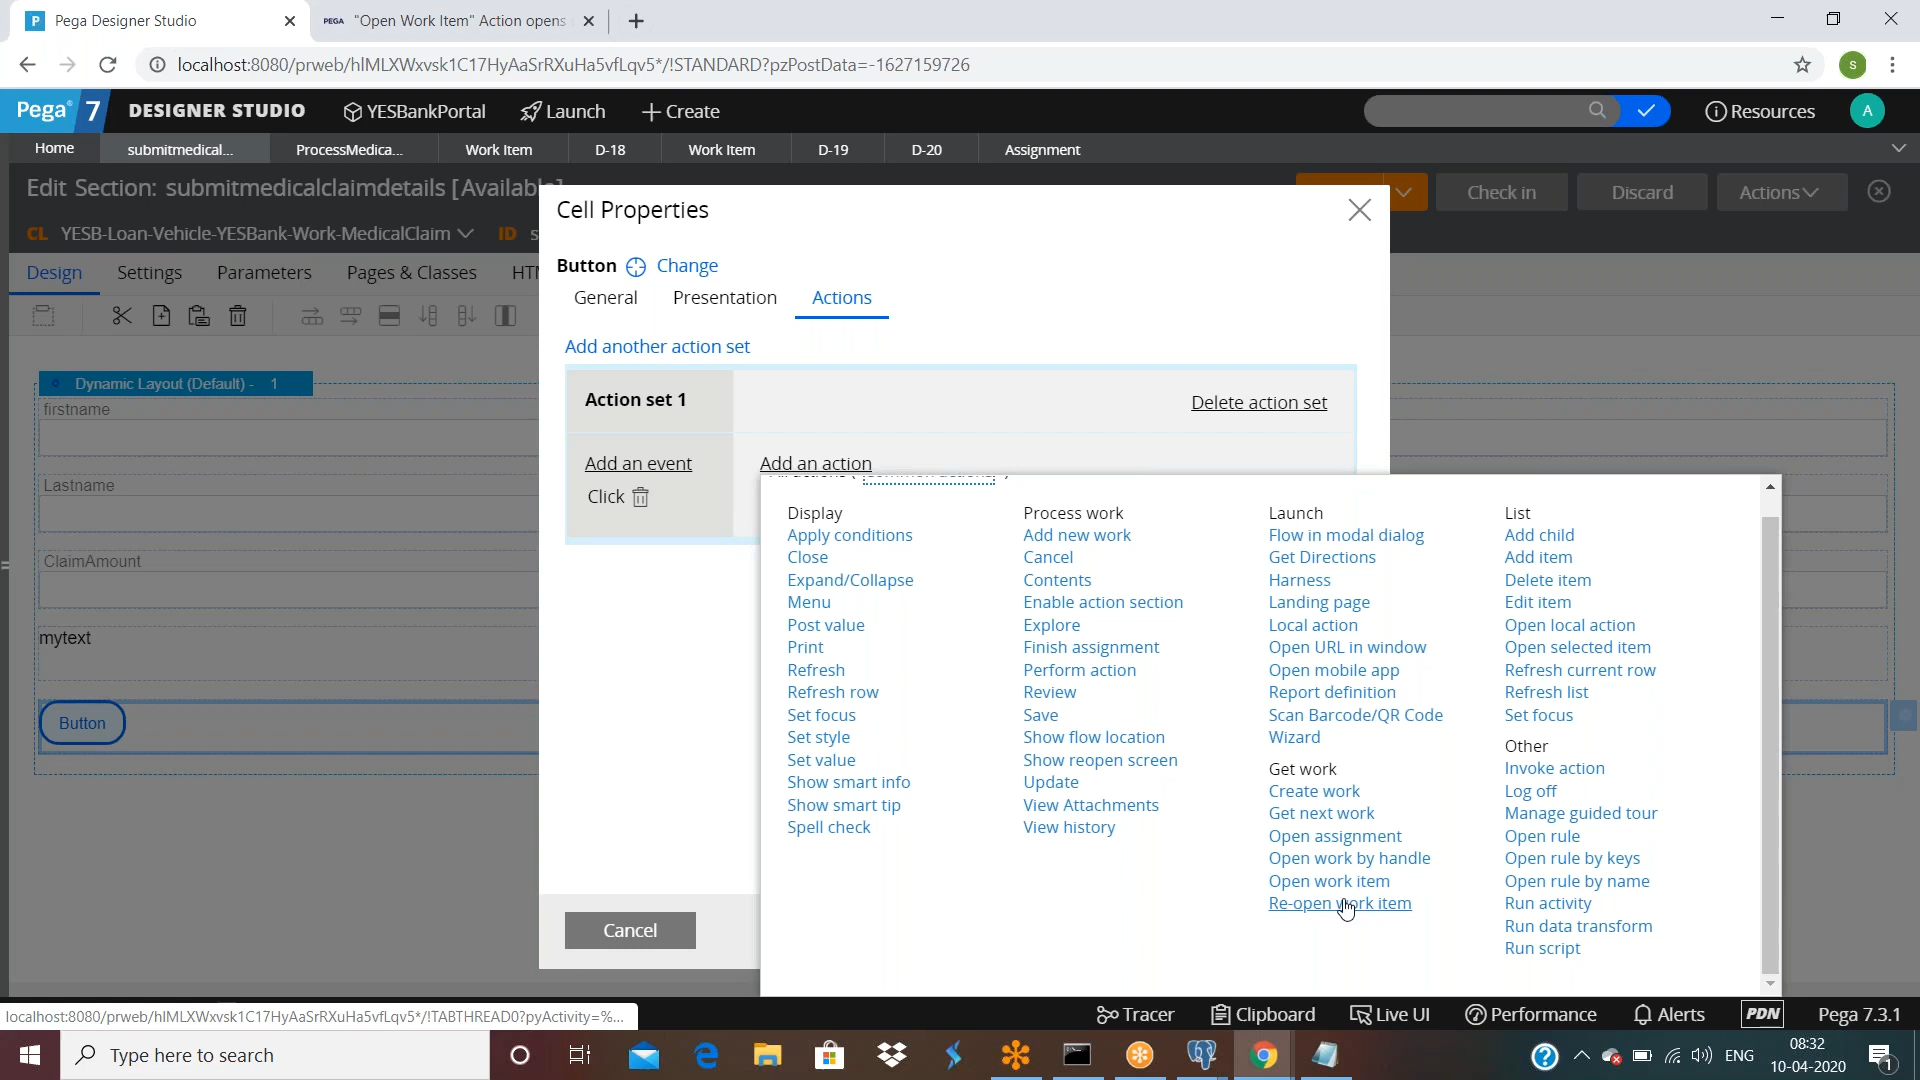 P Pega Designer Studio
PEGA "Open Work Item" Action opens
localhost:8080/prweb/hIMLXWxvsk1C17HyAaSrRXuHa5vfLqv5*/!STANDARD?pzPostData=-1627159726
s
Pega 7 DESIGNER STUDIO YESBankPortal Launch Create Resources A
Home submitmedical... ProcessMedica... Work Item D-18 Work Item D-19 D-20 Assignment
Edit Section: submitmedicalclaimdetails [Available]
Check in Discard Actions
CL YESB-Loan-Vehicle-YESBank-Work-MedicalClaim ID s
Design Settings Parameters Pages & Classes HT
Dynamic Layout (Default) - 1
firstname
Lastname
ClaimAmount
mytext
Button
Cell Properties
Button Change
General Presentation Actions
Add another action set
Action set 1 Delete action set
Add an event Add an action
Click
Display
Apply conditions
Close
Expand/Collapse
Menu
Post value
Print
Refresh
Refresh row
Set focus
Set style
Set value
Show smart info
Show smart tip
Spell check
Process work
Add new work
Cancel
Contents
Enable action section
Explore
Finish assignment
Perform action
Review
Save
Show flow location
Show reopen screen
Update
View Attachments
View history
Launch
Flow in modal dialog
Get Directions
Harness
Landing page
Local action
Open URL in window
Open mobile app
Report definition
Scan Barcode/QR Code
Wizard
Get work
Create work
Get next work
Open assignment
Open work by handle
Open work item
Re-open work item
List
Add child
Add item
Delete item
Edit item
Open local action
Open selected item
Refresh current row
Refresh list
Set focus
Other
Invoke action
Log off
Manage guided tour
Open rule
Open rule by keys
Open rule by name
Run activity
Run data transform
Run script
Cancel
localhost:8080/prweb/hIMLXWxvsk1C17HyAaSrRXuHa5vfLqv5*/!TABTHREAD0?pyActivity=%...
Tracer Clipboard Live UI Performance Alerts PDN Pega 7.3.1
Type here to search
ENG
08:32
10-04-2020
1